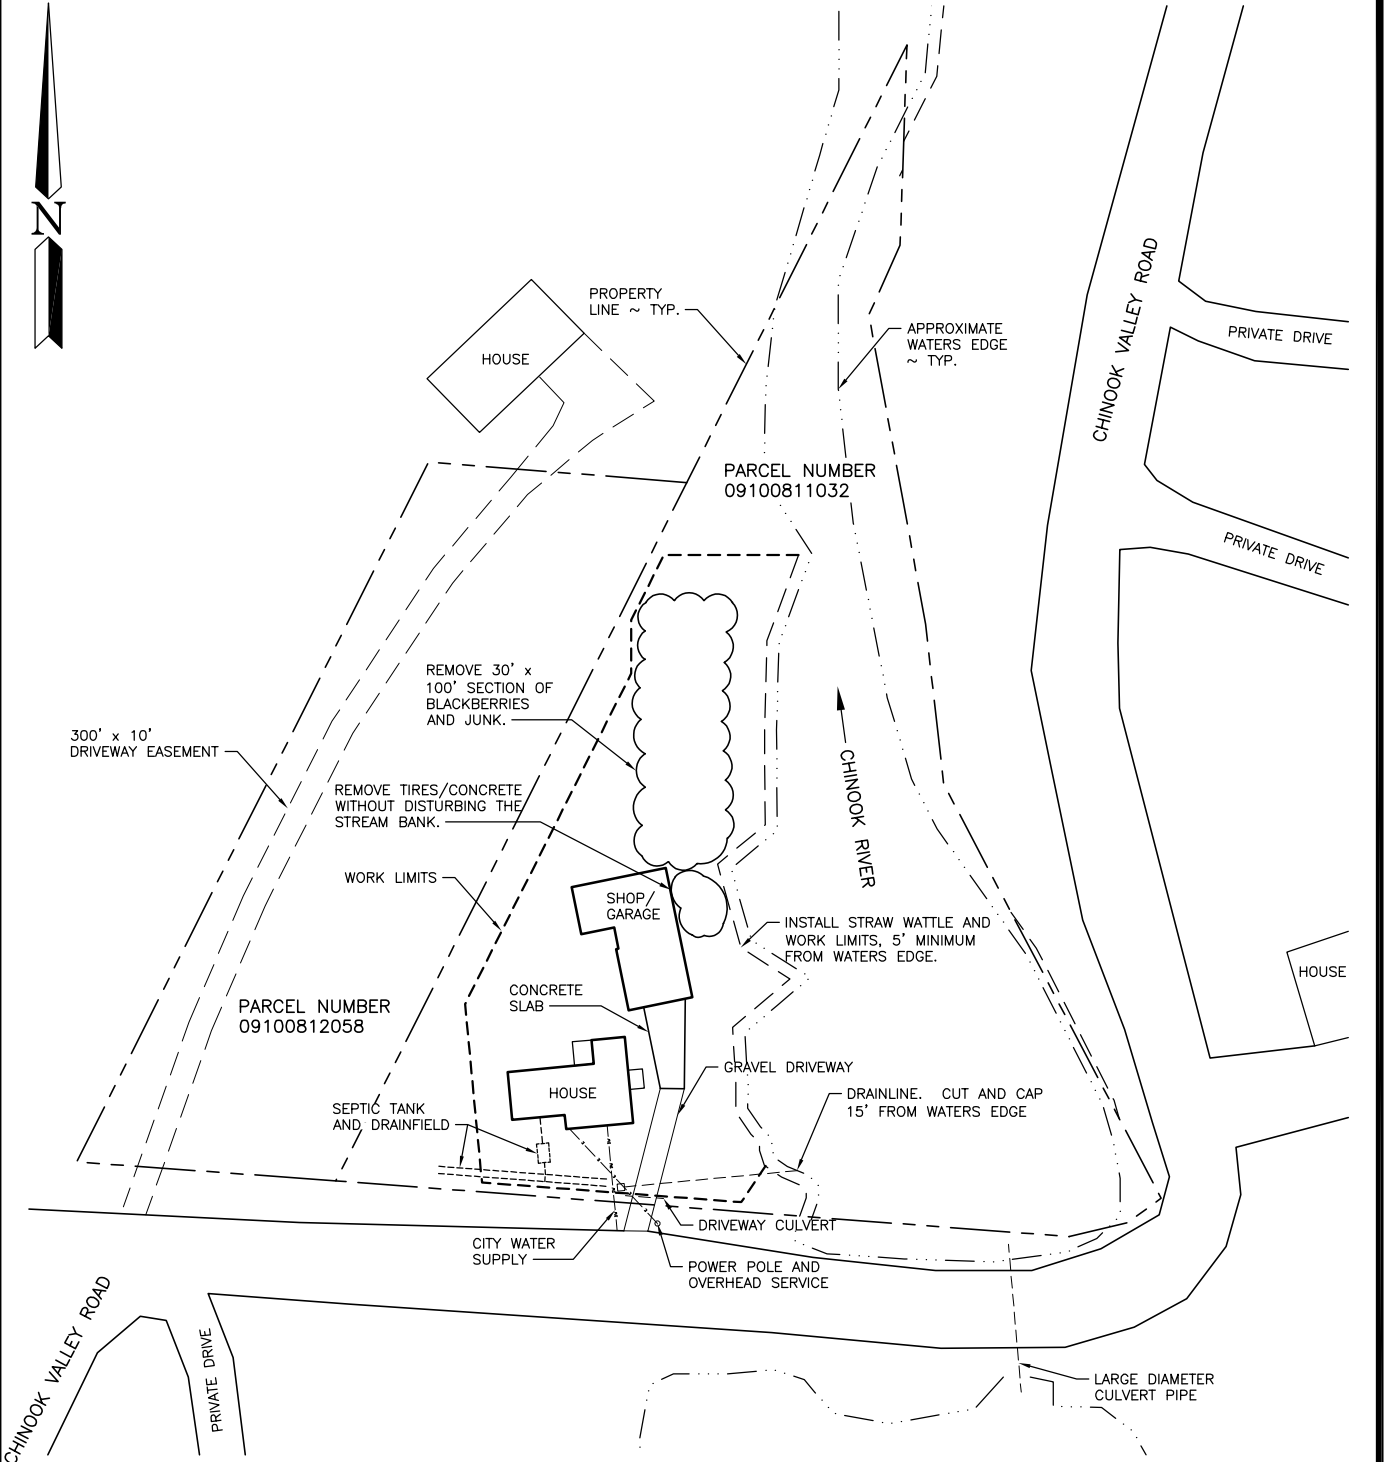 N
PROPERTY
LINE ~ TYP.
HOUSE
APPROXIMATE
WATERS EDGE
~ TYP.
CHINOOK VALLEY ROAD
PRIVATE DRIVE
PARCEL NUMBER
09100811032
PRIVATE DRIVE
REMOVE 30' x
100' SECTION OF
BLACKBERRIES
AND JUNK.
300' x 10'
DRIVEWAY EASEMENT
REMOVE TIRES/CONCRETE
WITHOUT DISTURBING THE
STREAM BANK.
CHINOOK RIVER
WORK LIMITS
SHOP/
GARAGE
INSTALL STRAW WATTLE AND
WORK LIMITS, 5' MINIMUM
FROM WATERS EDGE.
HOUSE
CONCRETE
SLAB
PARCEL NUMBER
09100812058
GRAVEL DRIVEWAY
HOUSE
DRAINLINE. CUT AND CAP
15' FROM WATERS EDGE
SEPTIC TANK
AND DRAINFIELD
DRIVEWAY CULVERT
CITY WATER
SUPPLY
POWER POLE AND
OVERHEAD SERVICE
CHINOOK VALLEY ROAD
PRIVATE DRIVE
LARGE DIAMETER
CULVERT PIPE